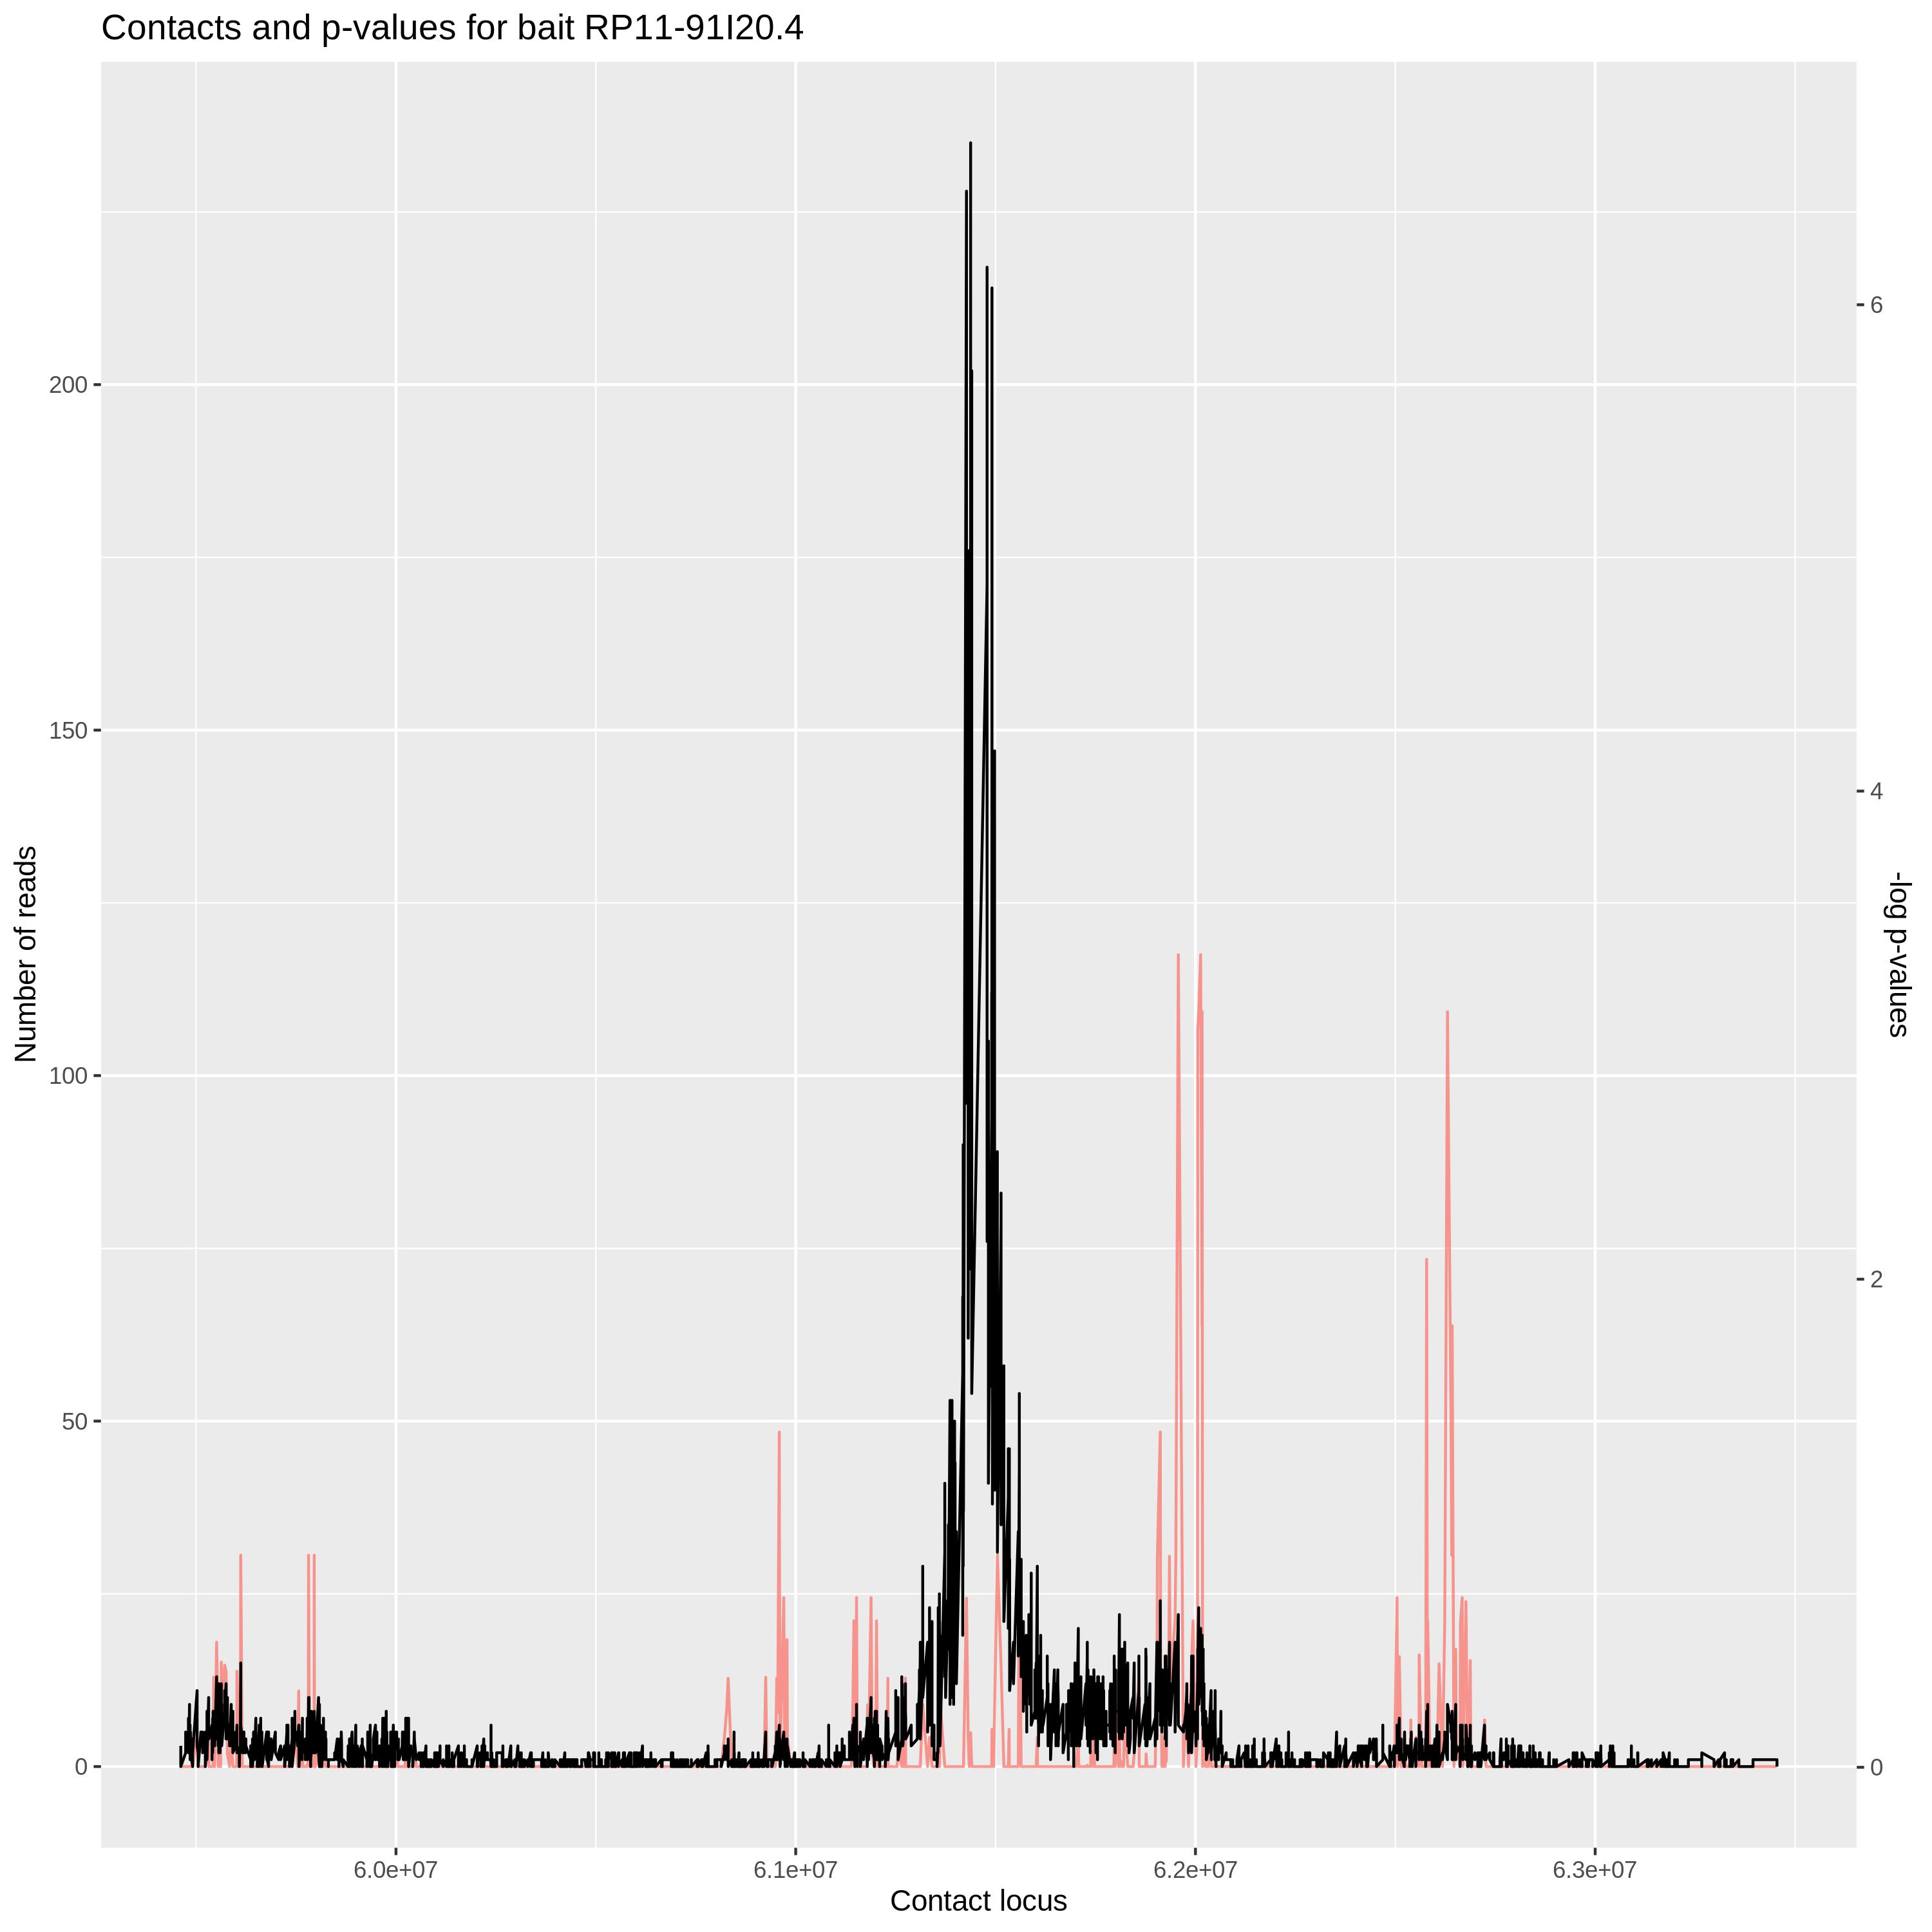 Contacts and p-values for bait RP11-91I20.4
Number of reads
200
150
100
50
0
6
4
2
0
-log p-values
6.0e+07
6.1e+07
6.2e+07
6.3e+07
Contact locus